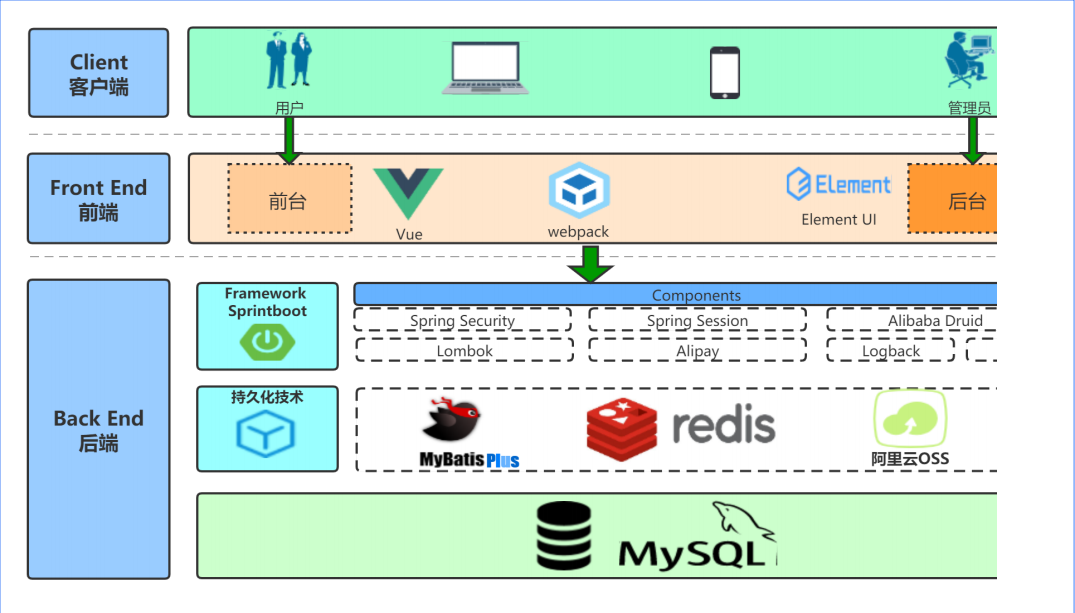 Client
客户端
用户
管理员
Front End
前端
前台
Vue
webpack
Element
Element UI
后台
Back End
后端
Framework
Sprintboot
Components
Spring Security
Spring Session
Alibaba Druid
Lombok
Alipay
Logback
持久化技术
MyBatis Plus
redis
阿里云OSS
MySQL